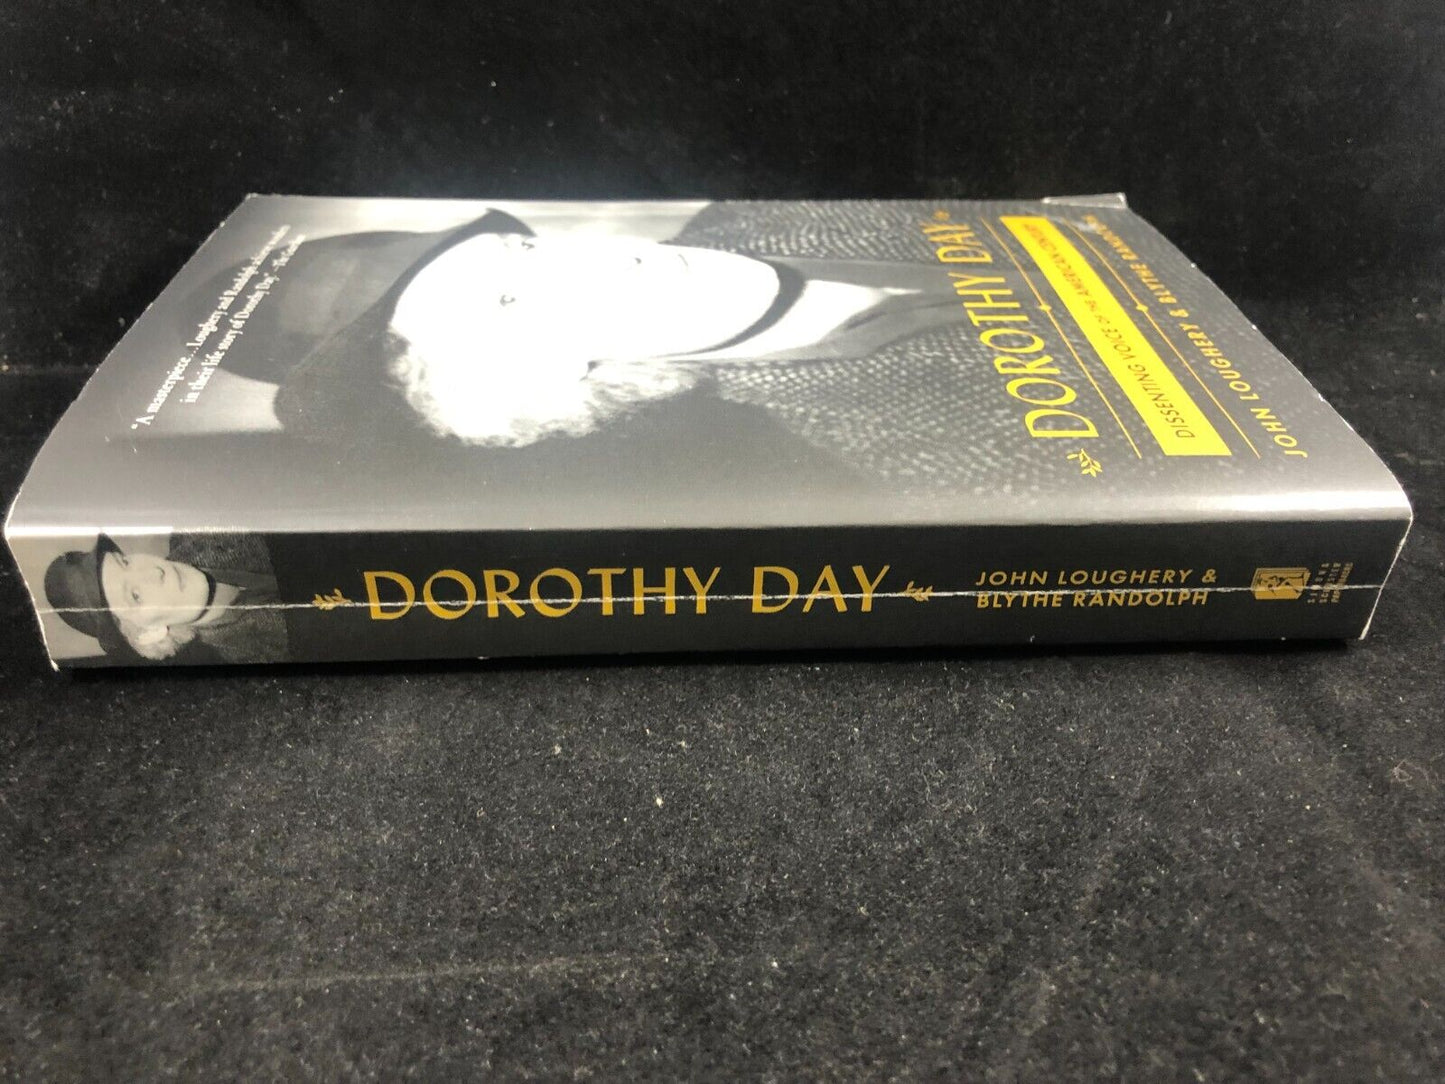 "A masterpiece...Loughery and Randolph
in their life story of Dorothy Day."
DOROTHY DAY
DISSENTING VOICE OF THE AMERICAN CENTURY
JOHN LOUGHERY & BLYTHE RANDOLPH
DOROTHY DAY
JOHN LOUGHERY &
BLYTHE RANDOLPH